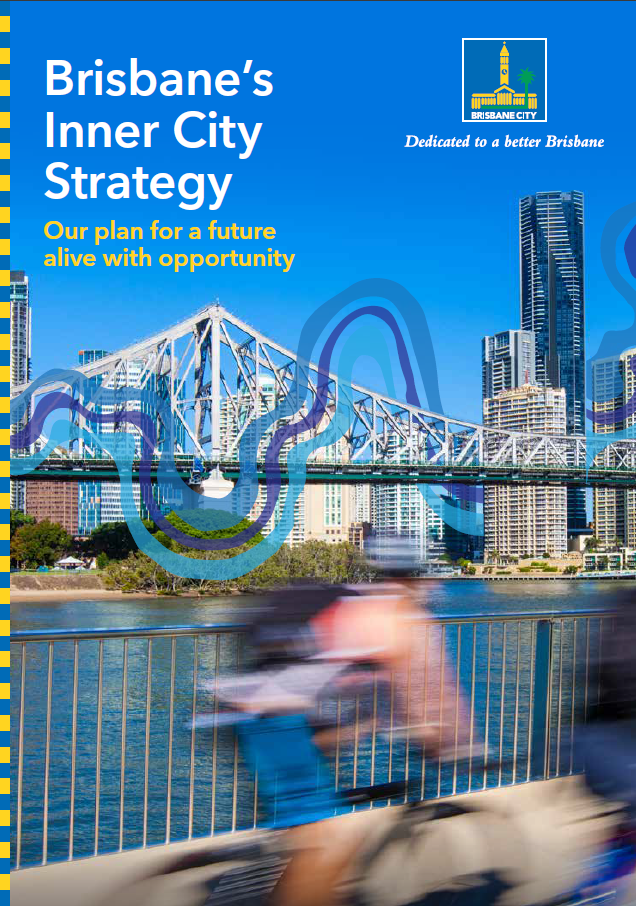 Brisbane's
Inner City
Strategy
Our plan for a future
alive with opportunity
BRISBANE CITY
Dedicated to a better Brisbane